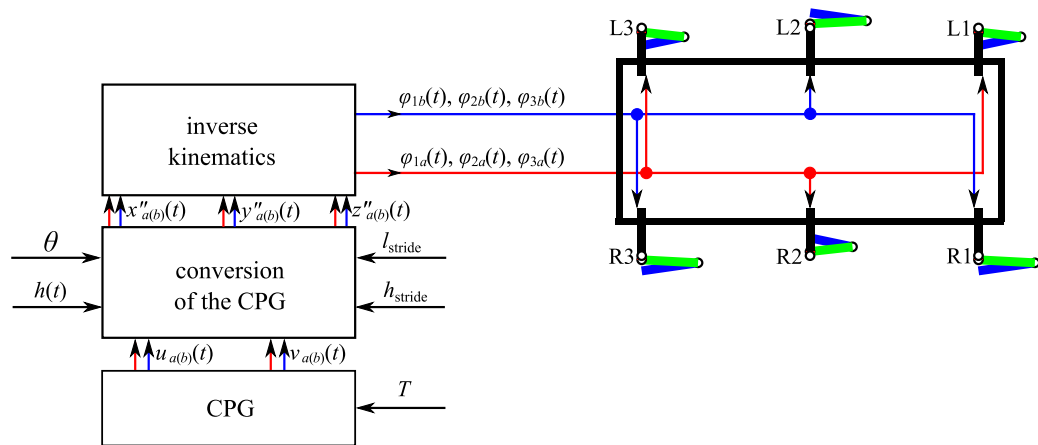 L3
L2
L1
inverse
kinematics
φ1b(t), φ2b(t), φ3b(t)
φ1a(t), φ2a(t), φ3a(t)
x″a(b)(t)
y″a(b)(t)
z″a(b)(t)
R3
R2
R1
θ
lstride
conversion
of the CPG
h(t)
hstride
ua(b)(t)
va(b)(t)
CPG
T